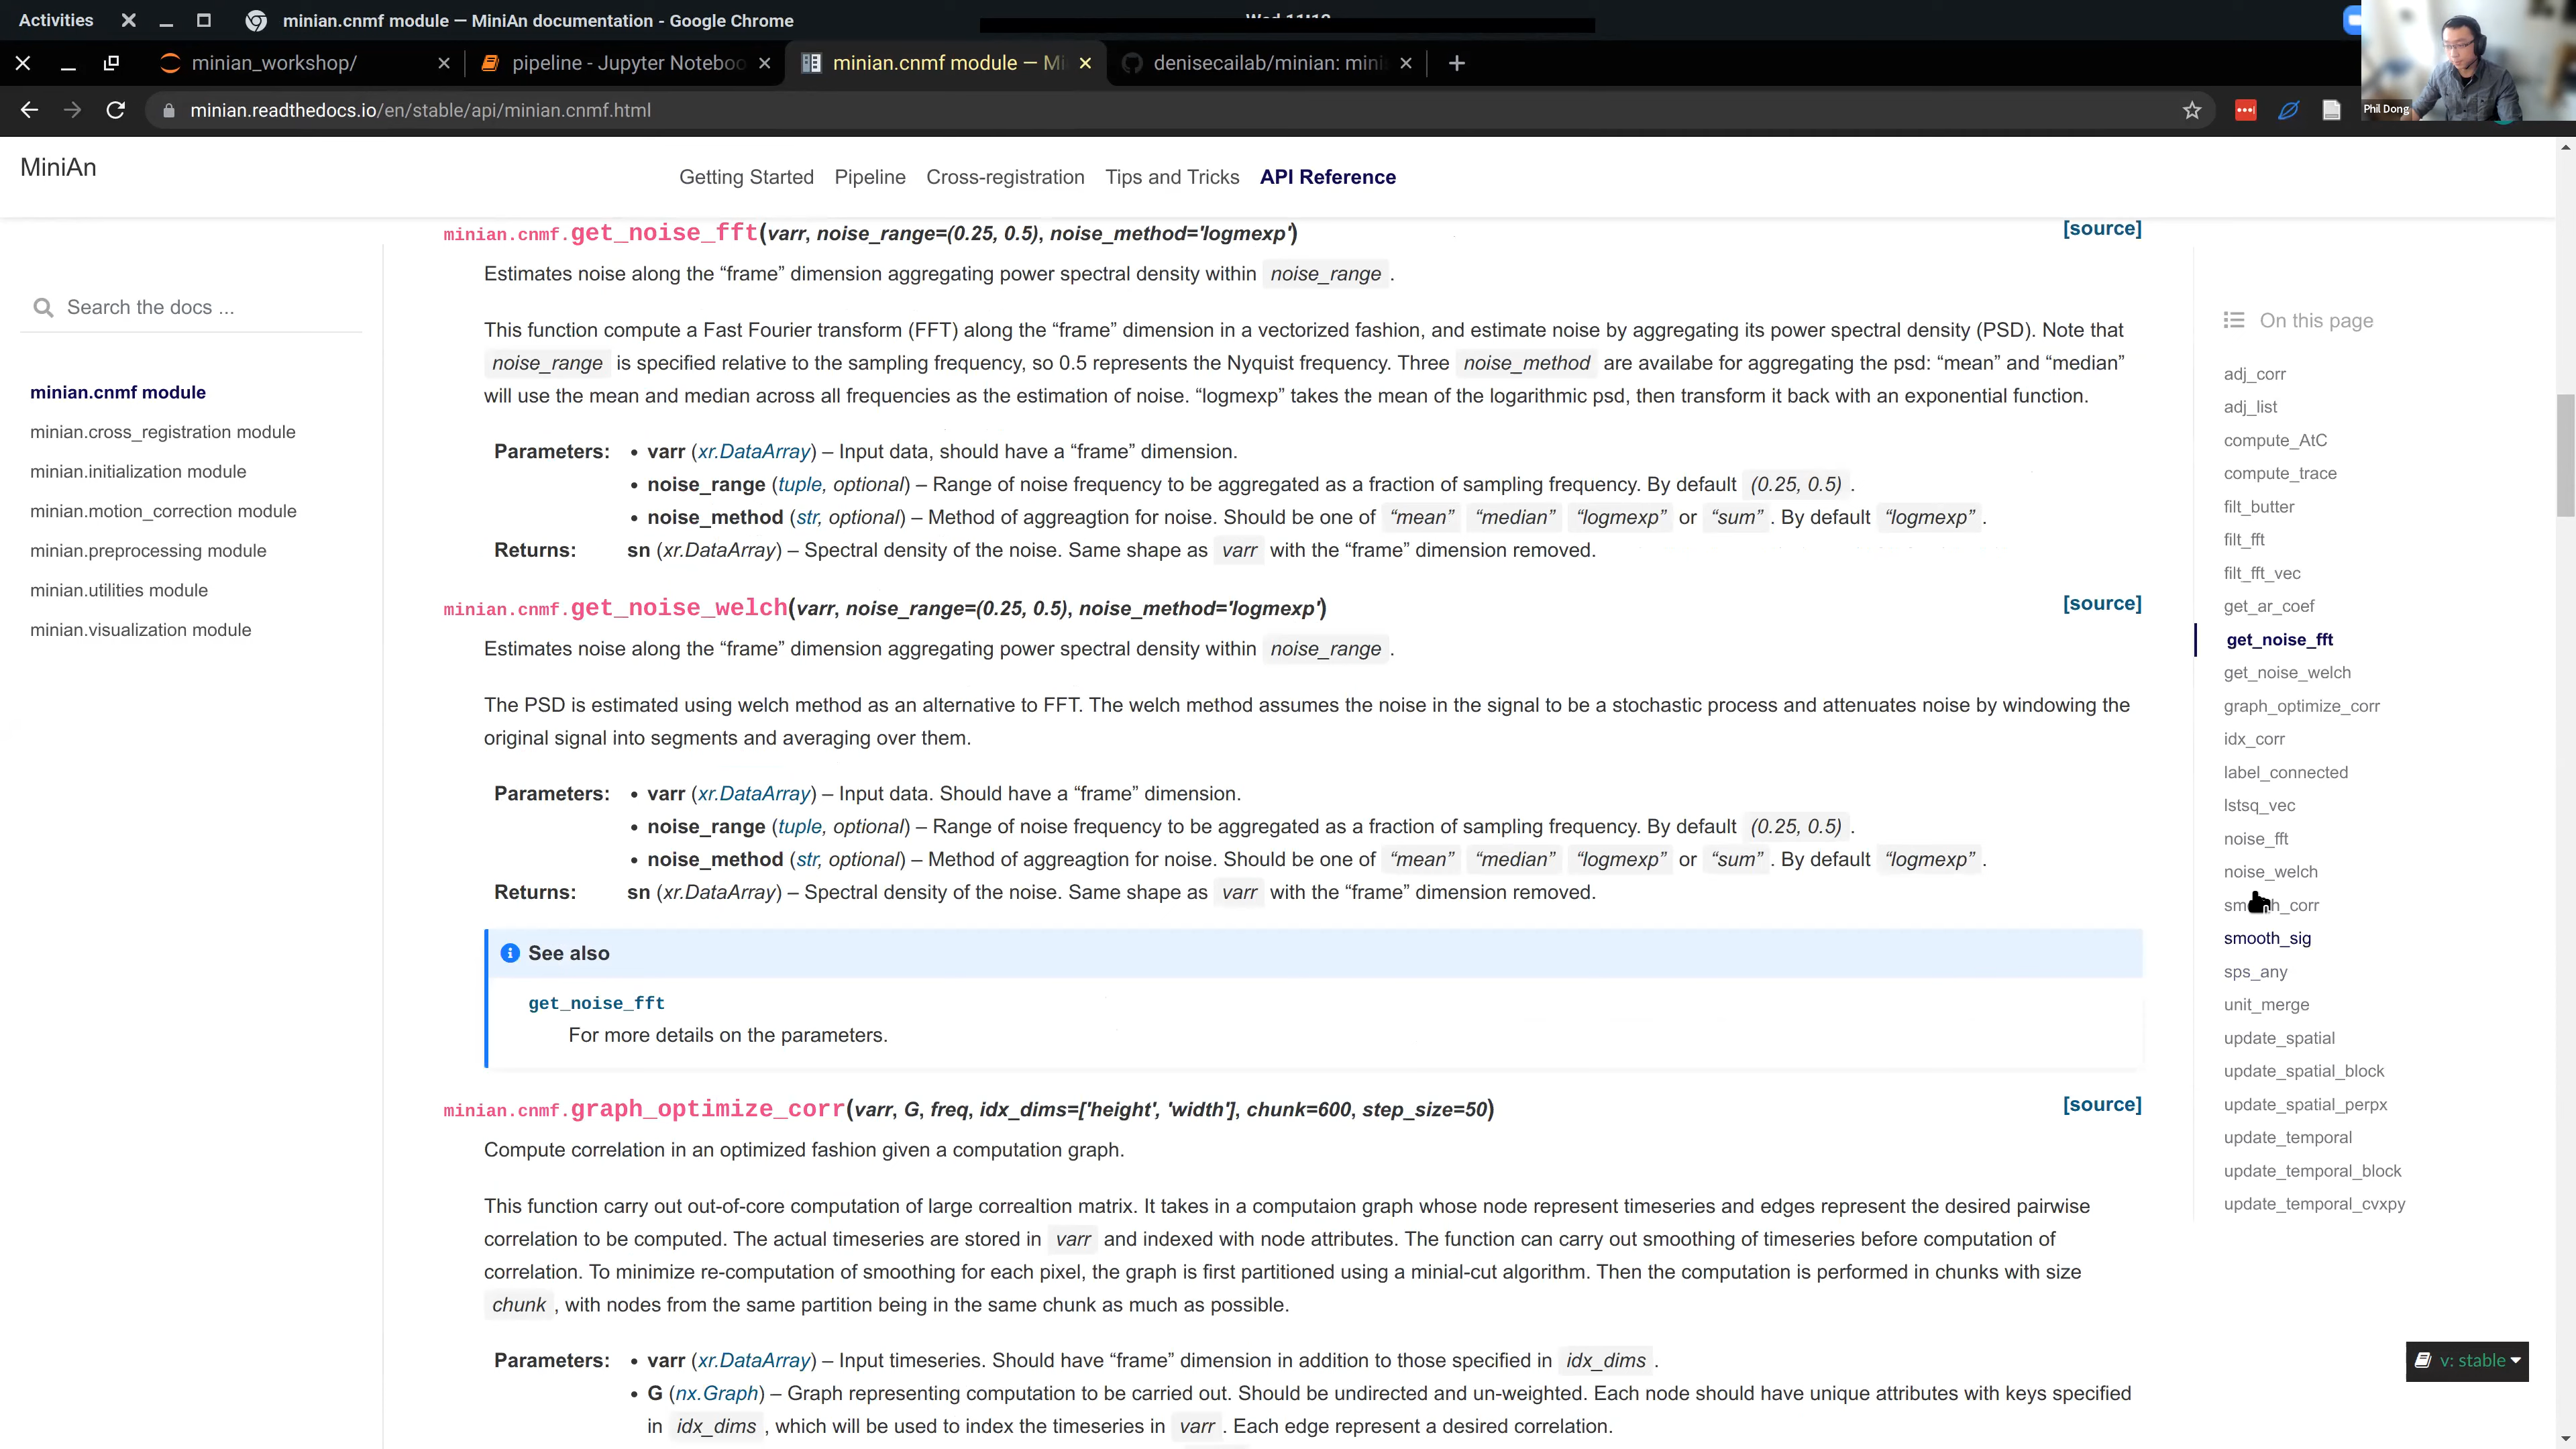 Activities
minian.cnmf module — MiniAn documentation - Google Chrome
minian_workshop/
pipeline - Jupyter Noteboo
minian.cnmf module — Mi
denisecailab/minian: mini
minian.readthedocs.io/en/stable/api/minian.cnmf.html
Phil Dong
MiniAn
Getting Started Pipeline Cross-registration Tips and Tricks API Reference
Search the docs ...
minian.cnmf module
minian.cross_registration module
minian.initialization module
minian.motion_correction module
minian.preprocessing module
minian.utilities module
minian.visualization module
minian.cnmf.get_noise_fft(varr, noise_range=(0.25, 0.5), noise_method='logmexp') [source]
Estimates noise along the “frame” dimension aggregating power spectral density within noise_range .
This function compute a Fast Fourier transform (FFT) along the “frame” dimension in a vectorized fashion, and estimate noise by aggregating its power spectral density (PSD). Note that
noise_range is specified relative to the sampling frequency, so 0.5 represents the Nyquist frequency. Three noise_method are availabe for aggregating the psd: “mean” and “median”
will use the mean and median across all frequencies as the estimation of noise. “logmexp” takes the mean of the logarithmic psd, then transform it back with an exponential function.
Parameters: • varr (xr.DataArray) – Input data, should have a “frame” dimension.
• noise_range (tuple, optional) – Range of noise frequency to be aggregated as a fraction of sampling frequency. By default (0.25, 0.5) .
• noise_method (str, optional) – Method of aggreagtion for noise. Should be one of “mean” “median” “logmexp” or “sum” . By default “logmexp” .
Returns: sn (xr.DataArray) – Spectral density of the noise. Same shape as varr with the “frame” dimension removed.
minian.cnmf.get_noise_welch(varr, noise_range=(0.25, 0.5), noise_method='logmexp') [source]
Estimates noise along the “frame” dimension aggregating power spectral density within noise_range .
The PSD is estimated using welch method as an alternative to FFT. The welch method assumes the noise in the signal to be a stochastic process and attenuates noise by windowing the
original signal into segments and averaging over them.
Parameters: • varr (xr.DataArray) – Input data. Should have a “frame” dimension.
• noise_range (tuple, optional) – Range of noise frequency to be aggregated as a fraction of sampling frequency. By default (0.25, 0.5) .
• noise_method (str, optional) – Method of aggreagtion for noise. Should be one of “mean” “median” “logmexp” or “sum” . By default “logmexp” .
Returns: sn (xr.DataArray) – Spectral density of the noise. Same shape as varr with the “frame” dimension removed.
See also
get_noise_fft
For more details on the parameters.
minian.cnmf.graph_optimize_corr(varr, G, freq, idx_dims=['height', 'width'], chunk=600, step_size=50) [source]
Compute correlation in an optimized fashion given a computation graph.
This function carry out out-of-core computation of large correaltion matrix. It takes in a computaion graph whose node represent timeseries and edges represent the desired pairwise
correlation to be computed. The actual timeseries are stored in varr and indexed with node attributes. The function can carry out smoothing of timeseries before computation of
correlation. To minimize re-computation of smoothing for each pixel, the graph is first partitioned using a minial-cut algorithm. Then the computation is performed in chunks with size
chunk , with nodes from the same partition being in the same chunk as much as possible.
Parameters: • varr (xr.DataArray) – Input timeseries. Should have “frame” dimension in addition to those specified in idx_dims .
• G (nx.Graph) – Graph representing computation to be carried out. Should be undirected and un-weighted. Each node should have unique attributes with keys specified
in idx_dims , which will be used to index the timeseries in varr . Each edge represent a desired correlation.
On this page
adj_corr
adj_list
compute_AtC
compute_trace
filt_butter
filt_fft
filt_fft_vec
get_ar_coef
get_noise_fft
get_noise_welch
graph_optimize_corr
idx_corr
label_connected
lstsq_vec
noise_fft
noise_welch
smooth_sig
sps_any
unit_merge
update_spatial
update_spatial_block
update_spatial_perpx
update_temporal
update_temporal_block
update_temporal_cvxpy
v: stable